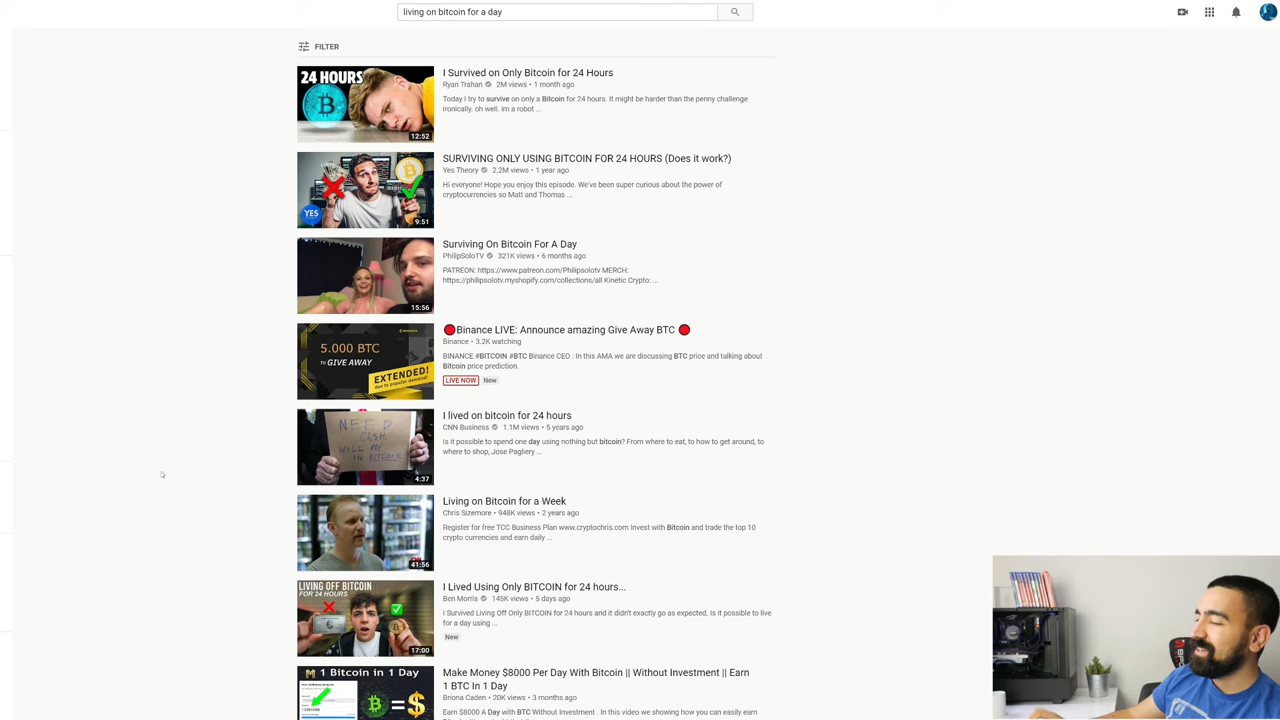 living on bitcoin for a day
FILTER
24 HOURS
12:52
I Survived on Only Bitcoin for 24 Hours
Ryan Trahan 2M views • 1 month ago
Today I try to survive on only a Bitcoin for 24 hours. It might be harder than the penny challenge
ironically. oh well. im a robot ...
YES
9:51
SURVIVING ONLY USING BITCOIN FOR 24 HOURS (Does it work?)
Yes Theory 2.2M views • 1 year ago
Hi everyone! Hope you enjoy this episode. We've been super curious about the power of
cryptocurrencies so Matt and Thomas ...
15:56
Surviving On Bitcoin For A Day
PhilipSoloTV 321K views • 6 months ago
PATREON: https://www.patreon.com/Philipsolotv MERCH:
https://philipsolotv.myshopify.com/collections/all Kinetic Crypto: ...
5.000 BTC
to GIVE AWAY
EXTENDED!
due to popular demand!
Binance LIVE: Announce amazing Give Away BTC
Binance • 3.2K watching
BINANCE #BITCOIN #BTC Binance CEO : In this AMA we are discussing BTC price and talking about
Bitcoin price prediction.
LIVE NOW New
NEED
CASH.
WILL PAY
IN BITCOIN
4:37
I lived on bitcoin for 24 hours
CNN Business 1.1M views • 5 years ago
Is it possible to spend one day using nothing but bitcoin? From where to eat, to how to get around, to
where to shop, Jose Pagliery ...
41:56
Living on Bitcoin for a Week
Chris Sizemore • 948K views • 2 years ago
Register for free TCC Business Plan www.cryptochris.com Invest with Bitcoin and trade the top 10
crypto currencies and earn daily ...
LIVING OFF BITCOIN
FOR 24 HOURS
17:00
I Lived Using Only BITCOIN for 24 hours...
Ben Morris 145K views • 5 days ago
I Survived Living Off Only BITCOIN for 24 hours and it didn't exactly go as expected. Is it possible to live
for a day using ...
New
1 Bitcoin in 1 Day
Make Money $8000 Per Day With Bitcoin || Without Investment || Earn
1 BTC In 1 Day
Briona Caden • 20K views • 3 months ago
Earn $8000 A Day with BTC Without Investment . In this video we showing how you can easily earn